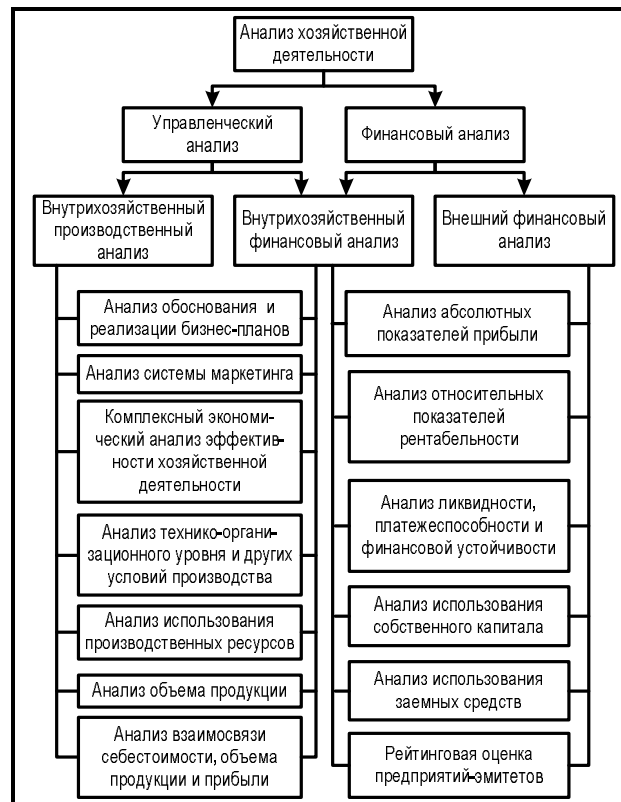 Анализ хозяйственной
деятельности
Управленческий
анализ
Финансовый анализ
Внутрихозяйственный
производственный
анализ
Внутрихозяйственный
финансовый анализ
Внешний финансовый
анализ
Анализ обоснования и
реализации бизнес-планов
Анализ системы маркетинга
Комплексный экономи-
ческий анализ эффектив-
ности хозяйственной
деятельности
Анализ технико-органи-
зационного уровня и других
условий производства
Анализ использования
производственных ресурсов
Анализ объема продукции
Анализ взаимосвязи
себестоимости, объема
продукции и прибыли
Анализ абсолютных
показателей прибыли
Анализ относительных
показателей
рентабельности
Анализ ликвидности,
платежеспособности и
финансовой устойчивости
Анализ использования
собственного капитала
Анализ использования
заемных средств
Рейтинговая оценка
предприятий-эмитетов